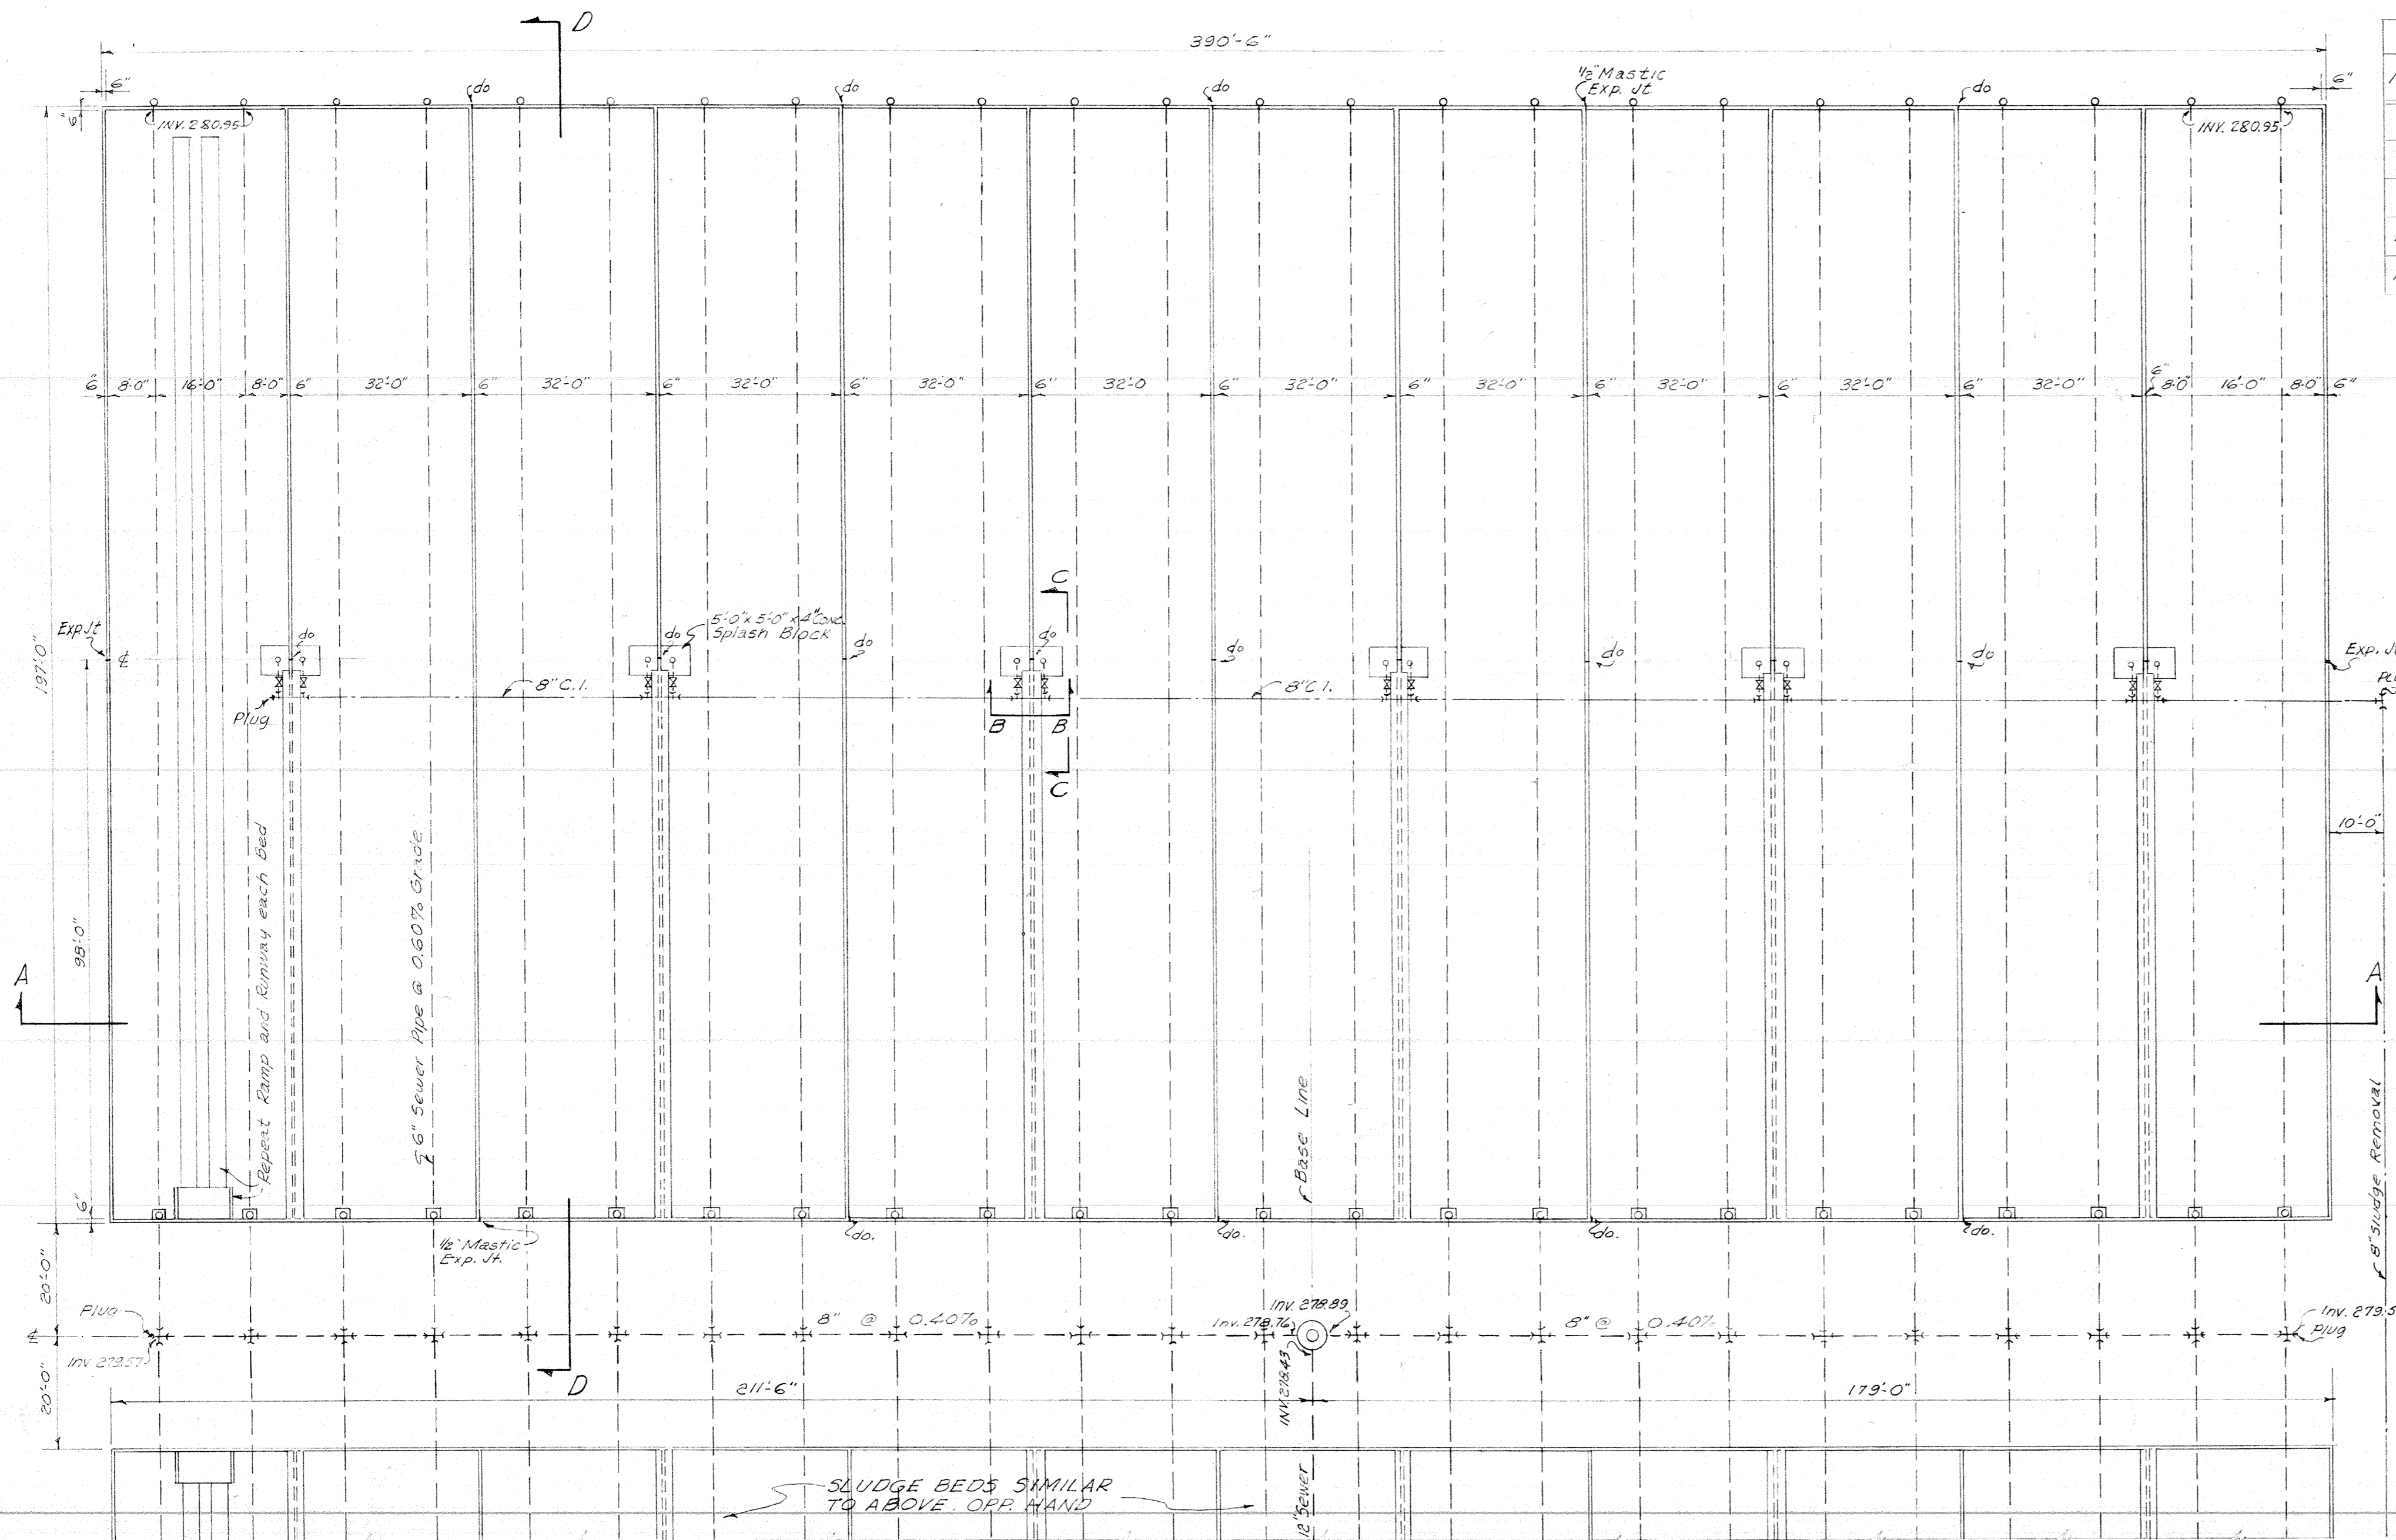 D
390'-6"
6"
do
do
do
1/2" Mastic
Exp. Jt
do
6"
6"
INV. 280.95
INV. 280.95
6" 8'-0" 16'-0" 8'-0" 6" 32'-0" 6" 32'-0" 6" 32'-0" 6" 32'-0" 6" 32'-0 6" 32'-0" 6" 32'-0" 6" 32'-0" 6" 32'-0" 6" 32'-0" 6" 8'-0" 16'-0" 8'-0" 6"
C
5'-0" x 5'-0" x 4" Conc.
Splash Block
Exp. Jt
℄
do
do
do
do
do
do
do
Exp. Jt
197'-0"
8" C.I.
8" C.I.
Plug
B B
C
10'-0"
98'-0"
Repeat Ramp and Runway each Bed
6" Sewer Pipe @ 0.60% Grade
A
A
Base Line
8" Sludge Removal
6"
1/2" Mastic
Exp. Jt.
do.
do.
do.
do.
20'-0"
Plug
℄
Inv 279.57
8" @ 0.40%
Inv. 278.76
Inv. 278.89
8" @ 0.40%
Inv. 279.5
Plug
20'-0"
D
211'-6"
INV. 278.43
179'-0"
SLUDGE BEDS SIMILAR
TO ABOVE. OPP. HAND
12" Sewer